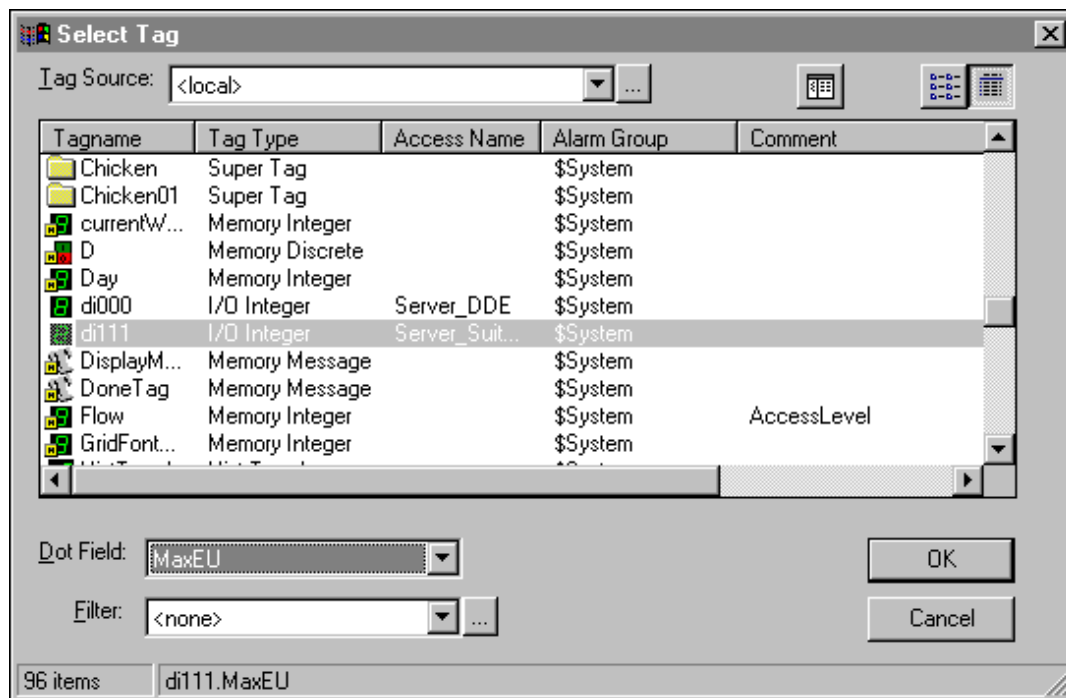 Select Tag
Tag Source: <local> ...
Tagname Tag Type Access Name Alarm Group Comment
Chicken Super Tag $System
Chicken01 Super Tag $System
currentW... Memory Integer $System
D Memory Discrete $System
Day Memory Integer $System
di000 I/O Integer Server_DDE $System
di111 I/O Integer Server_Suit... $System
DisplayM... Memory Message $System
DoneTag Memory Message $System
Flow Memory Integer $System AccessLevel
GridFont... Memory Integer $System
Dot Field: MaxEU OK
Filter: <none> ... Cancel
96 items di111.MaxEU